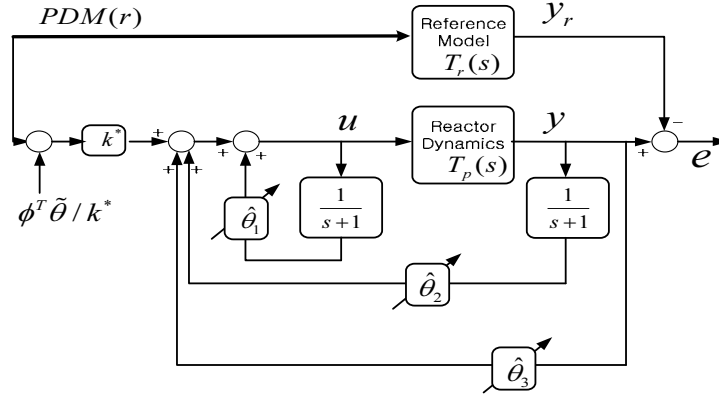 PDM(r)
Reference
Model
T_r(s)
y_r
−
k*
+
+
+
+
+
u
Reactor
Dynamics
T_p(s)
y
+
e
ϕ^T θ̃ / k*
θ̂_1
1/(s+1)
1/(s+1)
θ̂_2
θ̂_3